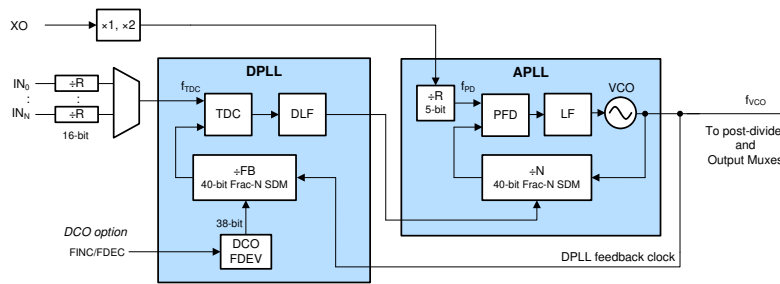 XO
×1, ×2
DPLL
APLL
IN0
:
INN
÷R
:
÷R
16-bit
fTDC
TDC
DLF
÷FB
40-bit Frac-N SDM
38-bit
DCO
FDEV
DCO option
FINC/FDEC
÷R
5-bit
fPD
PFD
LF
VCO
÷N
40-bit Frac-N SDM
fVCO
To post-divide
and
Output Muxes
DPLL feedback clock